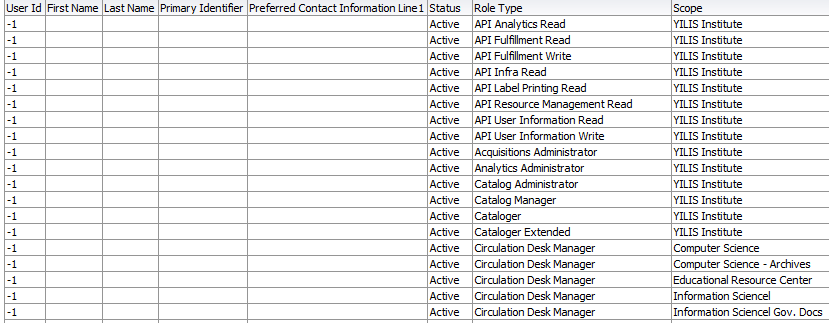 User Id First Name Last Name Primary Identifier Preferred Contact Information Line1 Status Role Type Scope
-1 Active API Analytics Read YILIS Institute
-1 Active API Fulfillment Read YILIS Institute
-1 Active API Fulfillment Write YILIS Institute
-1 Active API Infra Read YILIS Institute
-1 Active API Label Printing Read YILIS Institute
-1 Active API Resource Management Read YILIS Institute
-1 Active API User Information Read YILIS Institute
-1 Active API User Information Write YILIS Institute
-1 Active Acquisitions Administrator YILIS Institute
-1 Active Analytics Administrator YILIS Institute
-1 Active Catalog Administrator YILIS Institute
-1 Active Catalog Manager YILIS Institute
-1 Active Cataloger YILIS Institute
-1 Active Cataloger Extended YILIS Institute
-1 Active Circulation Desk Manager Computer Science
-1 Active Circulation Desk Manager Computer Science - Archives
-1 Active Circulation Desk Manager Educational Resource Center
-1 Active Circulation Desk Manager Information Sciencel
-1 Active Circulation Desk Manager Information Sciencel Gov. Docs